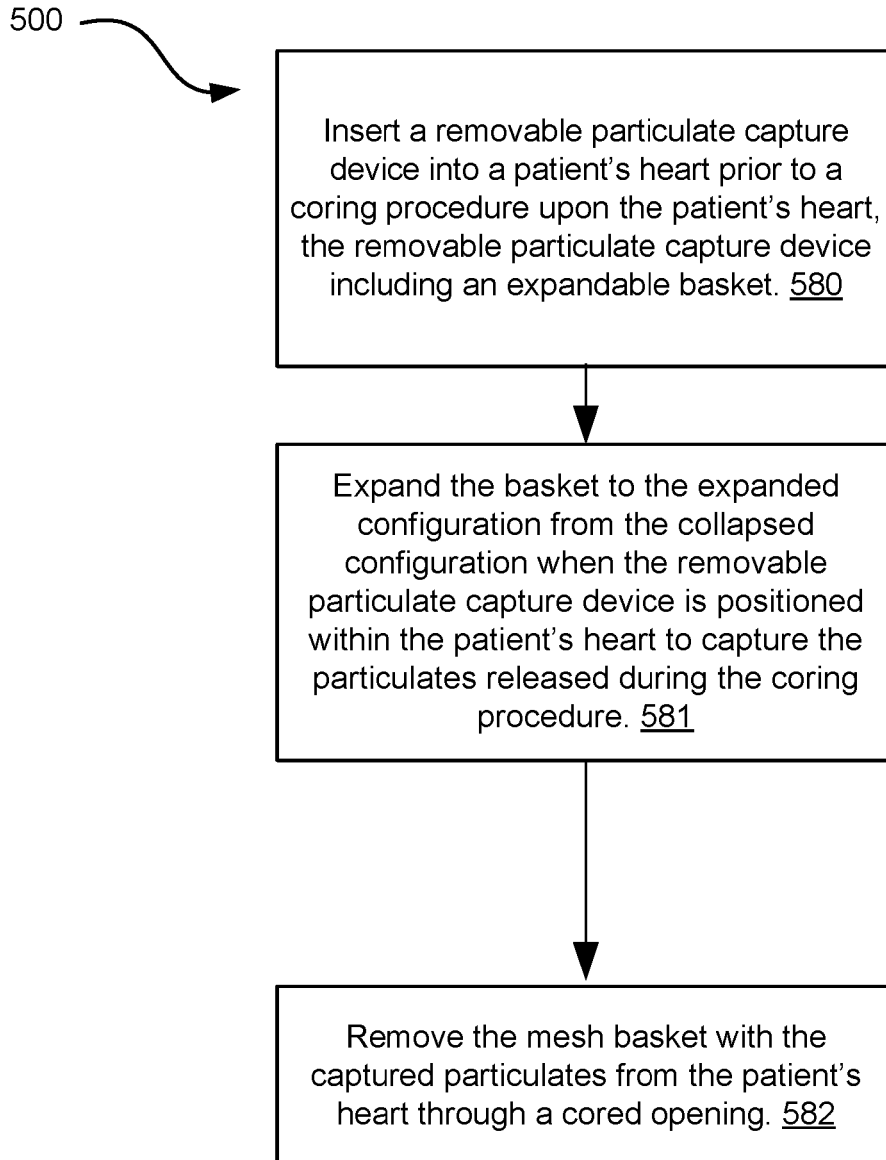 500
Insert a removable particulate capture
device into a patient’s heart prior to a
coring procedure upon the patient’s heart,
the removable particulate capture device
including an expandable basket. 580
Expand the basket to the expanded
configuration from the collapsed
configuration when the removable
particulate capture device is positioned
within the patient’s heart to capture the
particulates released during the coring
procedure. 581
Remove the mesh basket with the
captured particulates from the patient’s
heart through a cored opening. 582